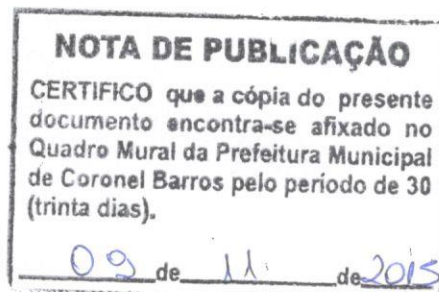 NOTA DE PUBLICAÇÃO
CERTIFICO que a cópia do presente
documento encontra-se afixado no
Quadro Mural da Prefeitura Municipal
de Coronel Barros pelo período de 30
(trinta dias).
09 de 11 de 2015